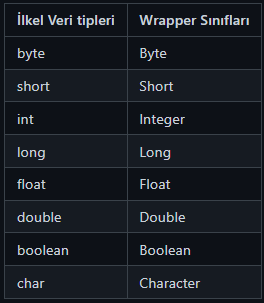 İlkel Veri tipleri Wrapper Sınıfları
byte Byte
short Short
int Integer
long Long
float Float
double Double
boolean Boolean
char Character